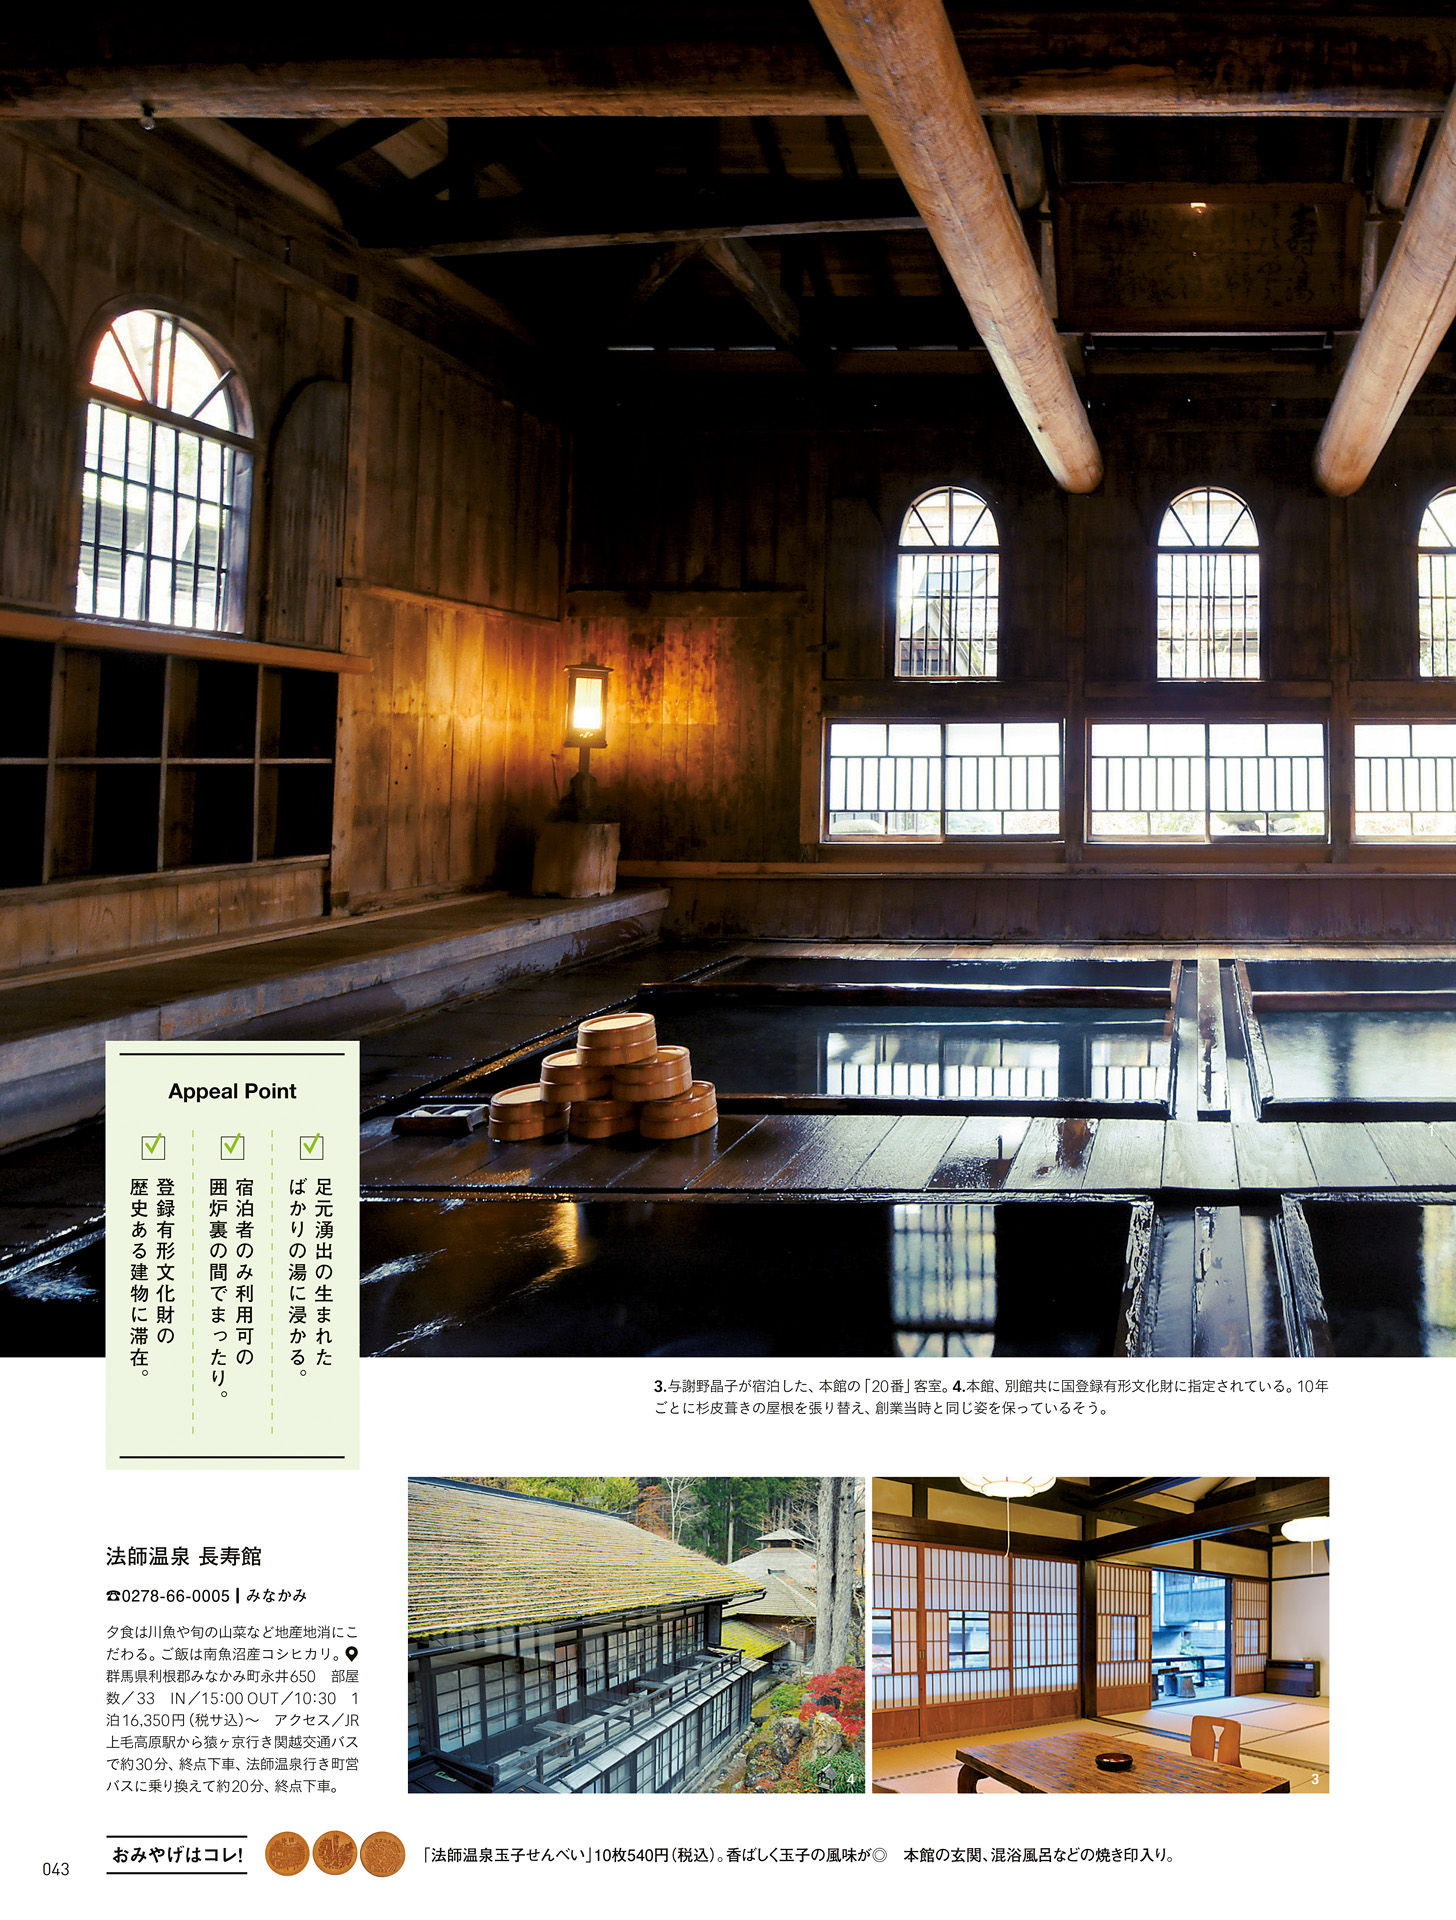 Appeal Point
足元湧出の生まれた
ばかりの湯に浸かる。
宿泊者のみ利用可の
囲炉裏の間でまったり。
登録有形文化財の
歴史ある建物に滞在。
3.与謝野晶子が宿泊した、本館の「20番」客室。4.本館、別館共に国登録有形文化財に指定されている。10年
ごとに杉皮葺きの屋根を張り替え、創業当時と同じ姿を保っているそう。
4
3
法師温泉 長寿館
☎0278-66-0005 | みなかみ
夕食は川魚や旬の山菜など地産地消にこ
だわる。ご飯は南魚沼産コシヒカリ。
群馬県利根郡みなかみ町永井650　部屋
数／33　IN／15:00 OUT／10:30　1
泊16,350円（税サ込）〜　アクセス／JR
上毛高原駅から猿ヶ京行き関越交通バス
で約30分、終点下車、法師温泉行き町営
バスに乗り換えて約20分、終点下車。
おみやげはコレ!
「法師温泉玉子せんべい」10枚540円（税込）。香ばしく玉子の風味が◎　本館の玄関、混浴風呂などの焼き印入り。
043